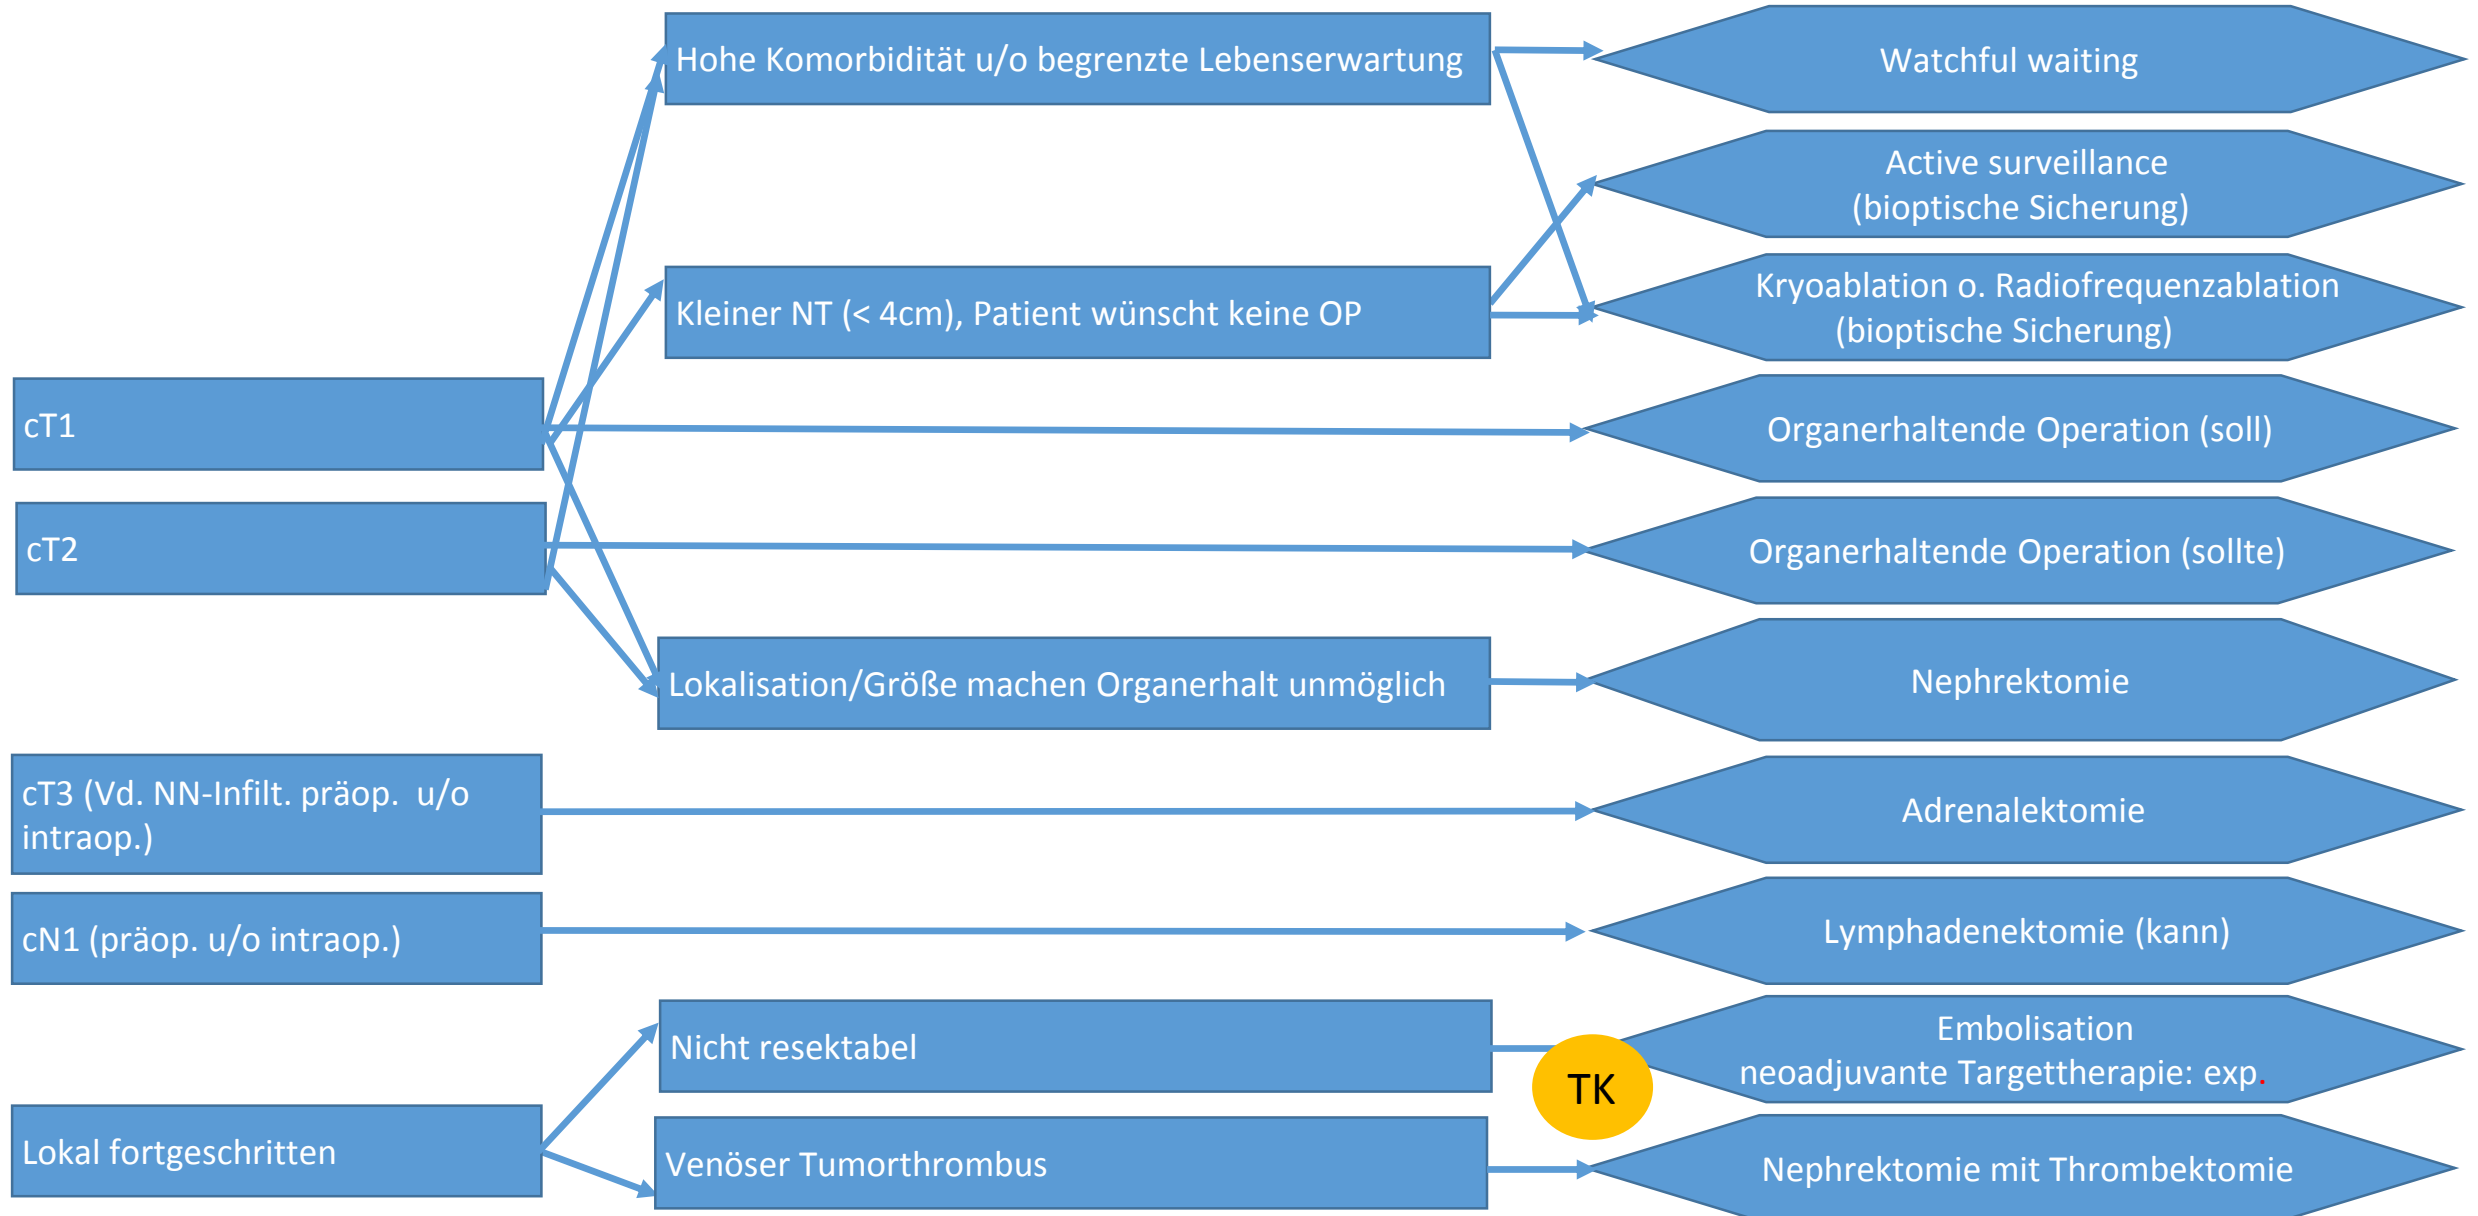 Hohe Komorbidität u/o begrenzte Lebenserwartung
Watchful waiting
Active surveillance
(bioptische Sicherung)
Kleiner NT (< 4cm), Patient wünscht keine OP
Kryoablation o. Radiofrequenzablation
(bioptische Sicherung)
cT1
Organerhaltende Operation (soll)
cT2
Organerhaltende Operation (sollte)
Lokalisation/Größe machen Organerhalt unmöglich
Nephrektomie
cT3 (Vd. NN-Infilt. präop.  u/o
intraop.)
Adrenalektomie
cN1 (präop. u/o intraop.)
Lymphadenektomie (kann)
Nicht resektabel
Embolisation
neoadjuvante Targettherapie: exp.
TK
Lokal fortgeschritten
Venöser Tumorthrombus
Nephrektomie mit Thrombektomie